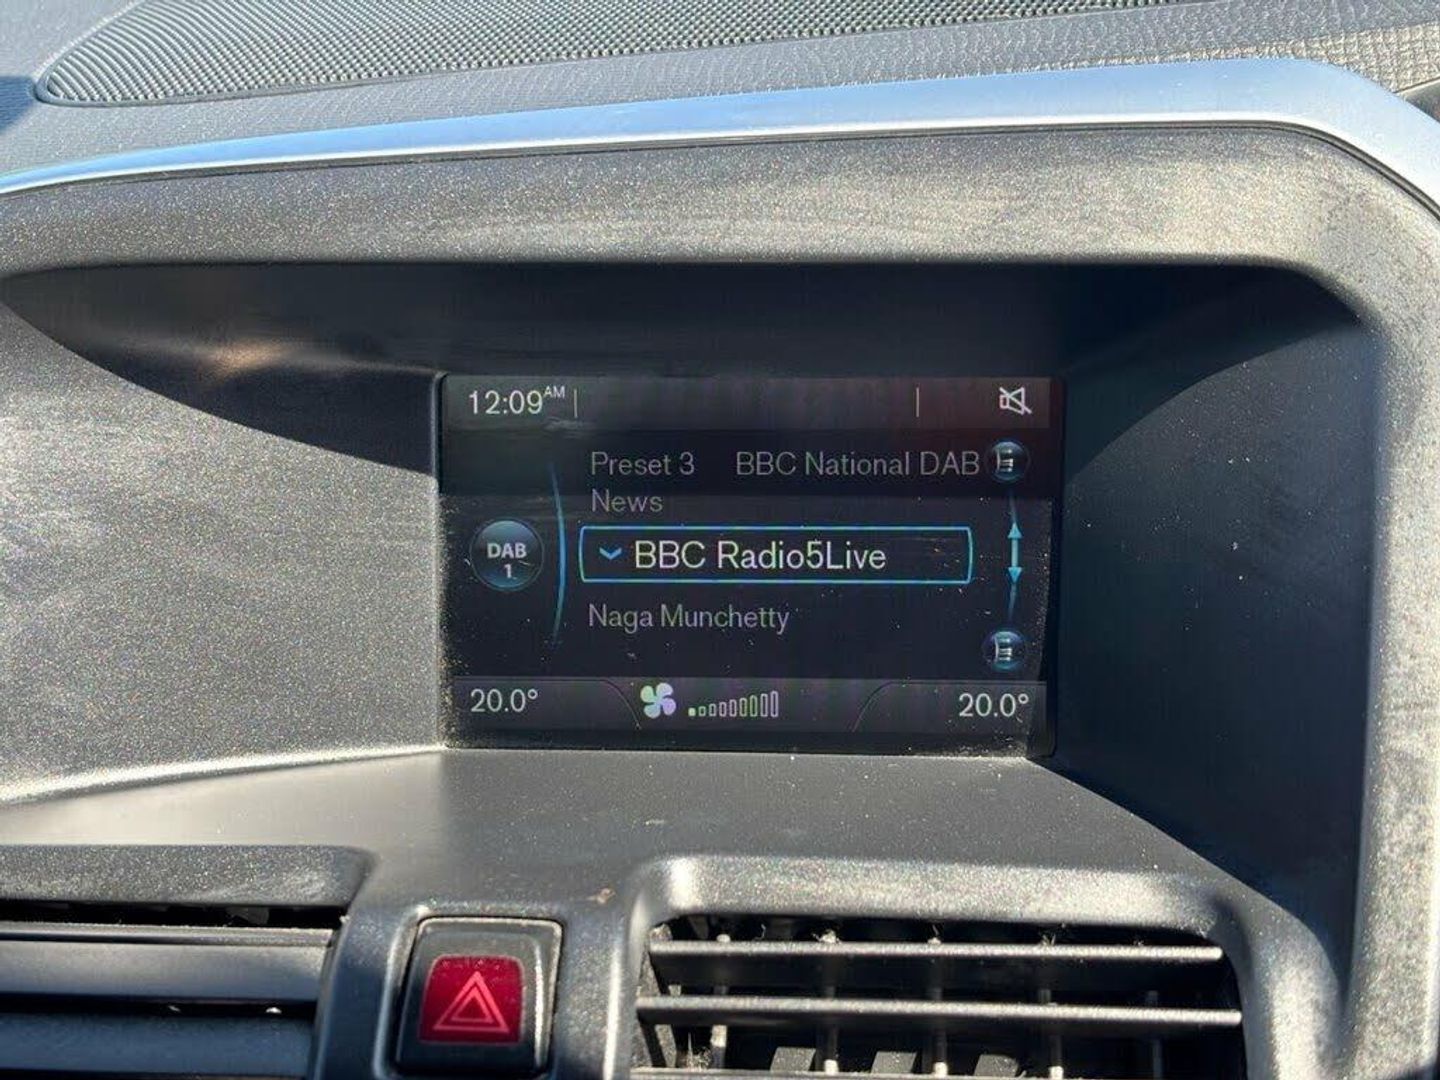 12:09AM
Preset 3 BBC National DAB
News
DAB
1
BBC Radio5Live
Naga Munchetty
20.0° 20.0°